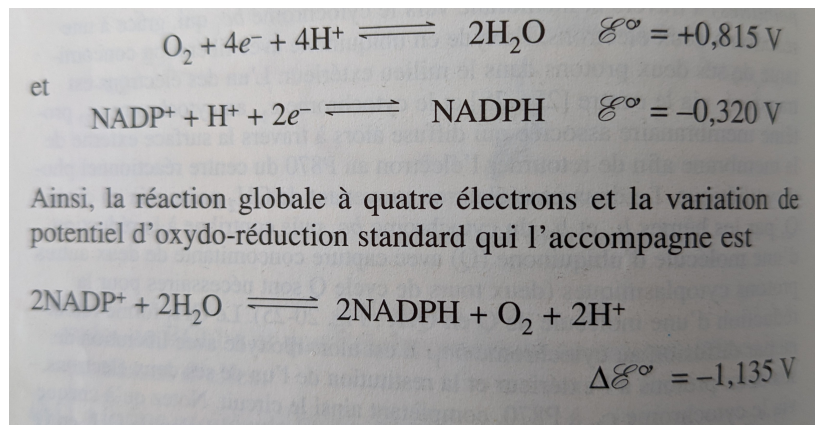 O₂ + 4e⁻ + 4H⁺ ⇌ 2H₂O ℰ°′ = +0,815 V
et
NADP⁺ + H⁺ + 2e⁻ ⇌ NADPH ℰ°′ = –0,320 V
Ainsi, la réaction globale à quatre électrons et la variation de
potentiel d'oxydo-réduction standard qui l'accompagne est
2NADP⁺ + 2H₂O ⇌ 2NADPH + O₂ + 2H⁺
Δℰ°′ = –1,135 V